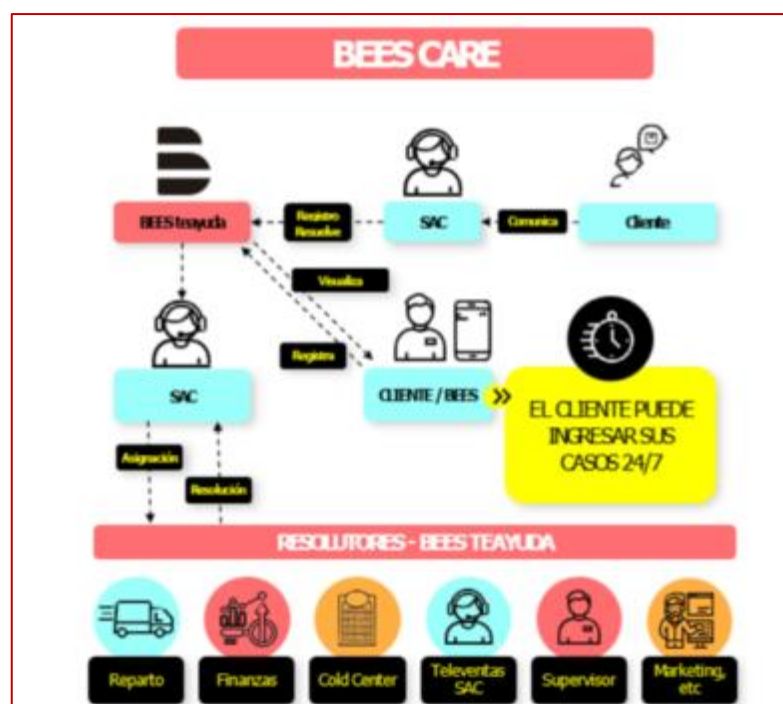 BEES CARE
BEES teayuda
Registro
Resuelve
SAC
Comunica
Cliente
Visualiza
Registra
SAC
CLIENTE / BEES
EL CLIENTE PUEDE
INGRESAR SUS
CASOS 24/7
Asignación
Resolución
RESOLUTORES - BEES TEAYUDA
Reparto
Finanzas
Cold Center
Televentas
SAC
Supervisor
Marketing,
etc